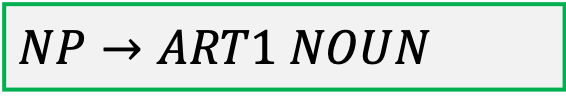 NP → ART1 NOUN